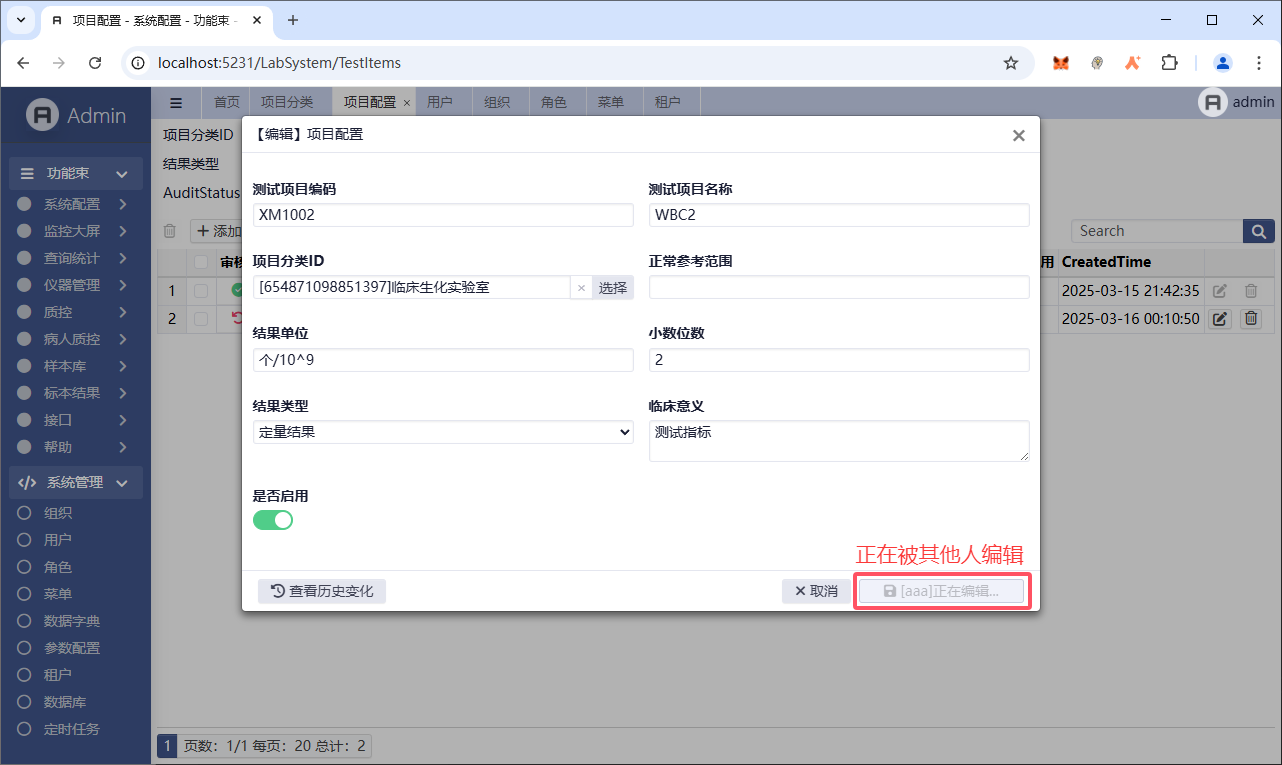 项目配置 - 系统配置 - 功能束 -
localhost:5231/LabSystem/TestItems
Admin
首页 项目分类 项目配置 × 用户 组织 角色 菜单 租户
admin
功能束
系统配置
监控大屏
查询统计
仪器管理
质控
病人质控
样本库
标本结果
接口
帮助
系统管理
组织
用户
角色
菜单
数据字典
参数配置
租户
数据库
定时任务
项目分类ID
结果类型
AuditStatus
添加
Search
用 CreatedTime
1 2025-03-15 21:42:35
2 2025-03-16 00:10:50
【编辑】项目配置
测试项目编码 测试项目名称
XM1002 WBC2
项目分类ID 正常参考范围
[654871098851397]临床生化实验室 × 选择
结果单位 小数位数
个/10^9 2
结果类型 临床意义
定量结果 测试指标
是否启用
正在被其他人编辑
查看历史变化 取消 [aaa]正在编辑...
1 页数：1/1 每页：20 总计：2